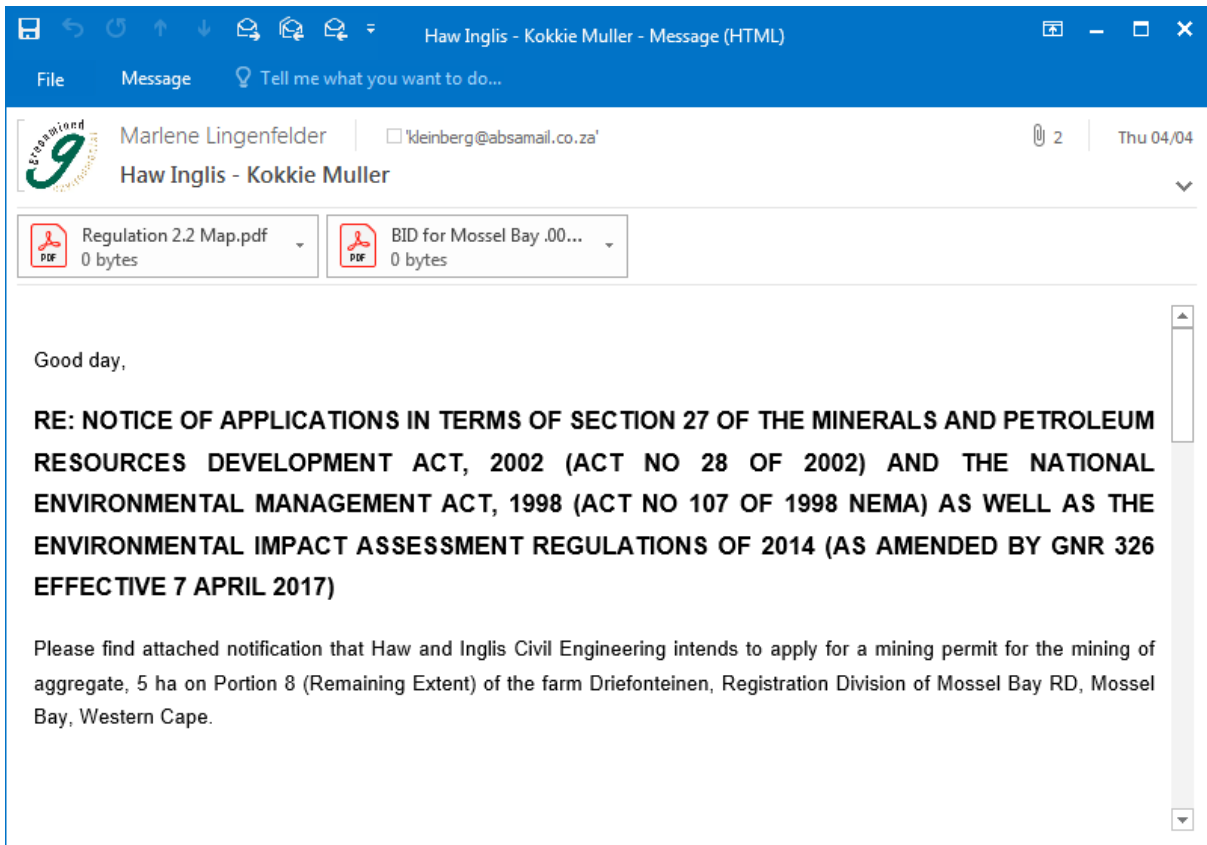 Haw Inglis - Kokkie Muller - Message (HTML)
File Message Tell me what you want to do...
Marlene Lingenfelder 'kleinberg@absamail.co.za' 2 Thu 04/04
Haw Inglis - Kokkie Muller
Regulation 2.2 Map.pdf
0 bytes
BID for Mossel Bay .00...
0 bytes
PDF
PDF
Good day,
RE: NOTICE OF APPLICATIONS IN TERMS OF SECTION 27 OF THE MINERALS AND PETROLEUM
RESOURCES DEVELOPMENT ACT, 2002 (ACT NO 28 OF 2002) AND THE NATIONAL
ENVIRONMENTAL MANAGEMENT ACT, 1998 (ACT NO 107 OF 1998 NEMA) AS WELL AS THE
ENVIRONMENTAL IMPACT ASSESSMENT REGULATIONS OF 2014 (AS AMENDED BY GNR 326
EFFECTIVE 7 APRIL 2017)
Please find attached notification that Haw and Inglis Civil Engineering intends to apply for a mining permit for the mining of
aggregate, 5 ha on Portion 8 (Remaining Extent) of the farm Driefonteinen, Registration Division of Mossel Bay RD, Mossel
Bay, Western Cape.